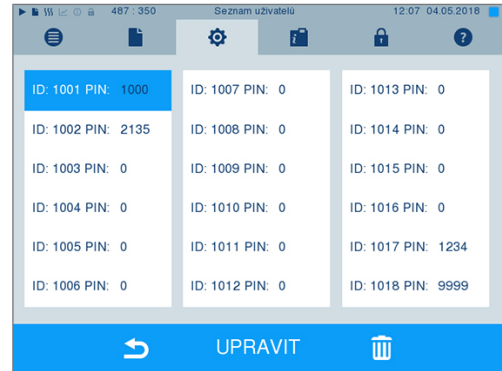 487 : 350 Seznam uživatelů 12:07 04.05.2018
ID: 1001 PIN: 1000
ID: 1002 PIN: 2135
ID: 1003 PIN: 0
ID: 1004 PIN: 0
ID: 1005 PIN: 0
ID: 1006 PIN: 0
ID: 1007 PIN: 0
ID: 1008 PIN: 0
ID: 1009 PIN: 0
ID: 1010 PIN: 0
ID: 1011 PIN: 0
ID: 1012 PIN: 0
ID: 1013 PIN: 0
ID: 1014 PIN: 0
ID: 1015 PIN: 0
ID: 1016 PIN: 0
ID: 1017 PIN: 1234
ID: 1018 PIN: 9999
UPRAVIT